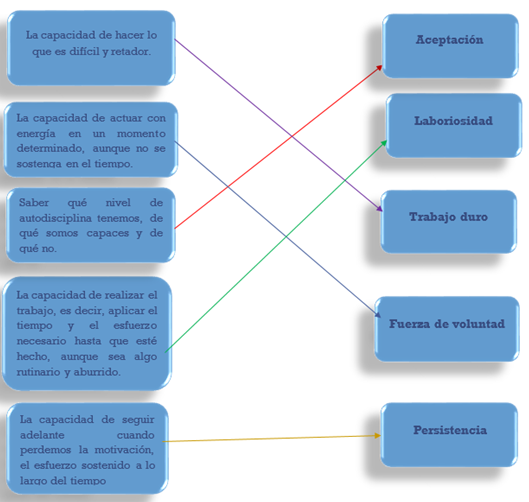 La capacidad de hacer lo
que es difícil y retador.
Aceptación
La capacidad de actuar con
energía en un momento
determinado, aunque no se
sostenga en el tiempo.
Laboriosidad
Saber qué nivel de
autodisciplina tenemos, de
qué somos capaces y de
qué no.
Trabajo duro
La capacidad de realizar el
trabajo, es decir, aplicar el
tiempo y el esfuerzo
necesario hasta que esté
hecho, aunque sea algo
rutinario y aburrido.
Fuerza de voluntad
La capacidad de seguir
adelante cuando
perdemos la motivación,
el esfuerzo sostenido a lo
largo del tiempo
Persistencia